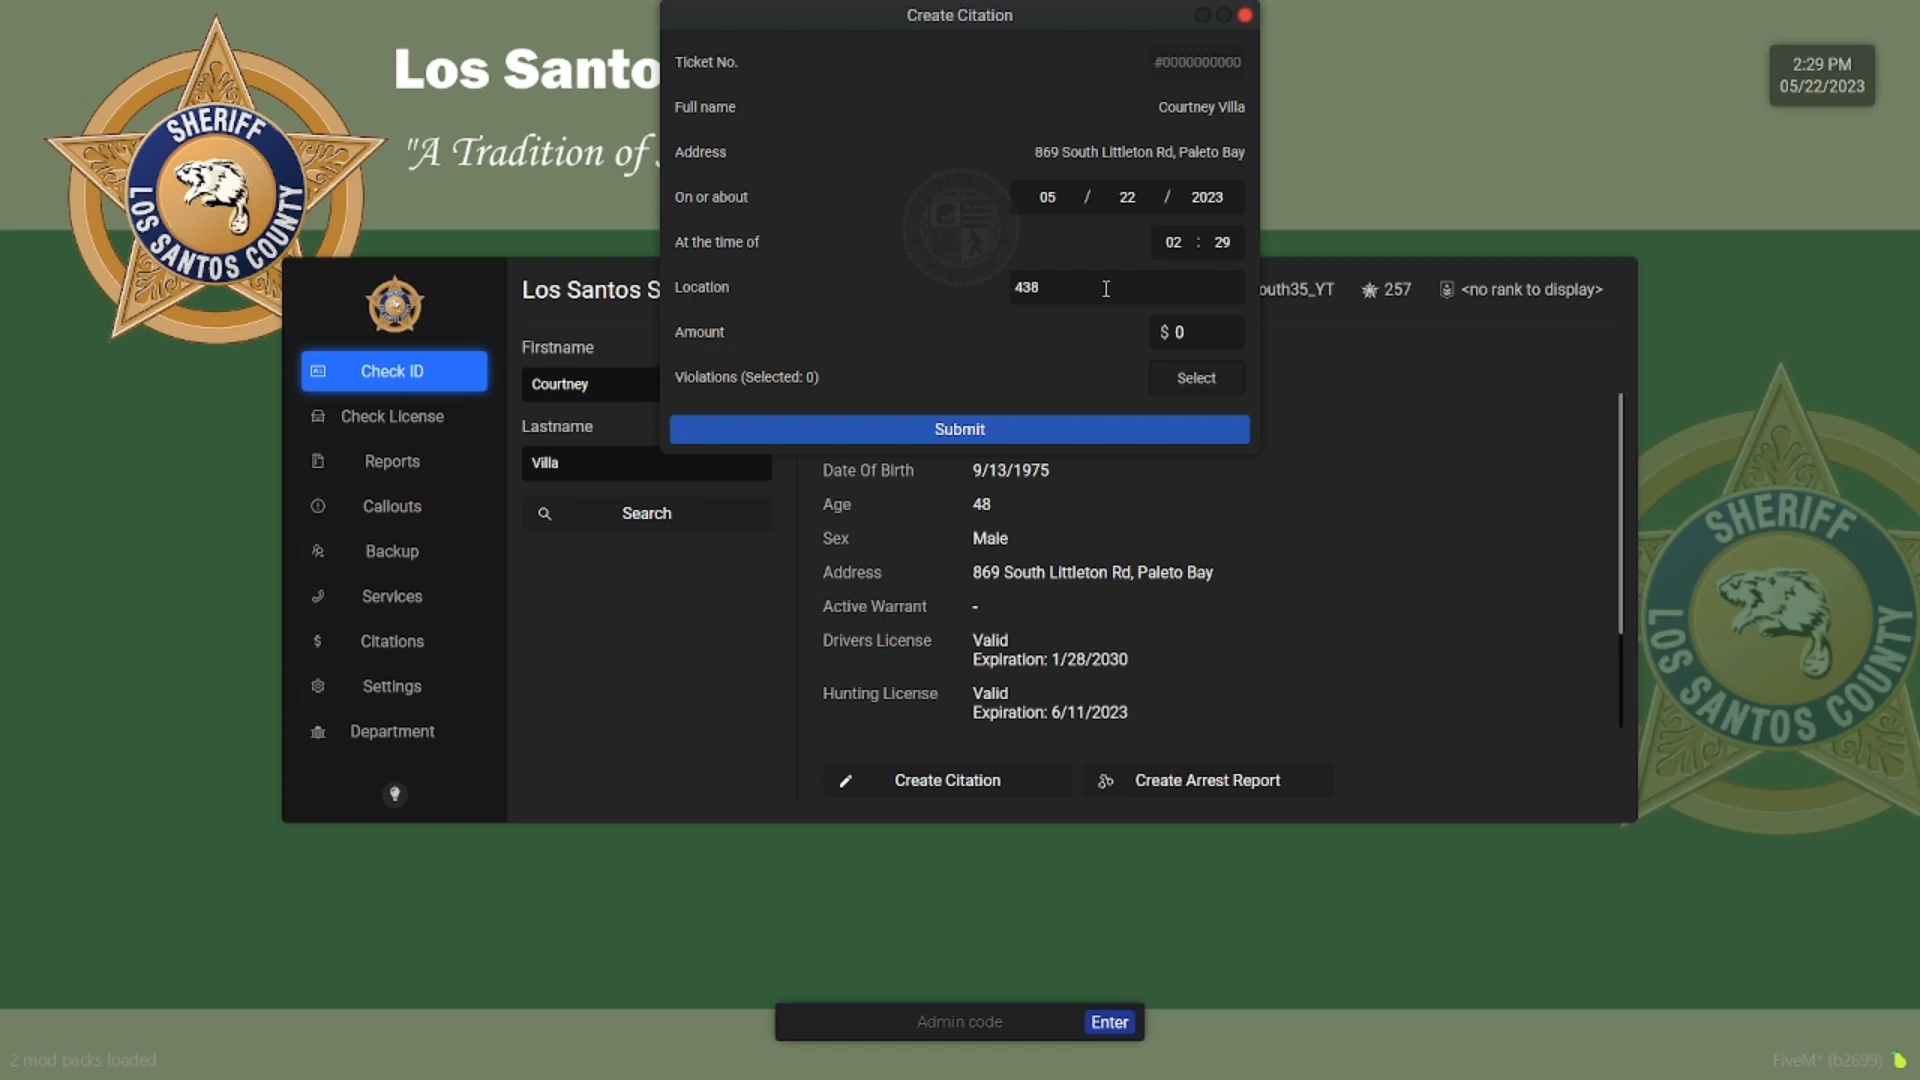 Create Citation
Los Santo
"A Tradition of
2:29 PM
05/22/2023
SHERIFF
LOS SANTOS COUNTY
Ticket No. #0000000000
Full name Courtney Villa
Address 869 South Littleton Rd, Paleto Bay
On or about 05 / 22 / 2023
At the time of 02 : 29
Location 438
Amount $ 0
Violations (Selected: 0) Select
Submit
Los Santos S
outh35_YT 257 <no rank to display>
Check ID
Check License
Reports
Callouts
Backup
Services
Citations
Settings
Department
Firstname
Courtney
Lastname
Villa
Search
Date Of Birth 9/13/1975
Age 48
Sex Male
Address 869 South Littleton Rd, Paleto Bay
Active Warrant -
Drivers License Valid
Expiration: 1/28/2030
Hunting License Valid
Expiration: 6/11/2023
Create Citation Create Arrest Report
SHERIFF
LOS SANTOS COUNTY
Admin code Enter
2 mod packs loaded
FiveM* (b2699)